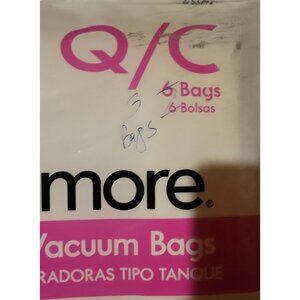 Q/C
6 Bags
6 Bolsas
3
Bags
more®
Vacuum Bags
RADORAS TIPO TANQUE